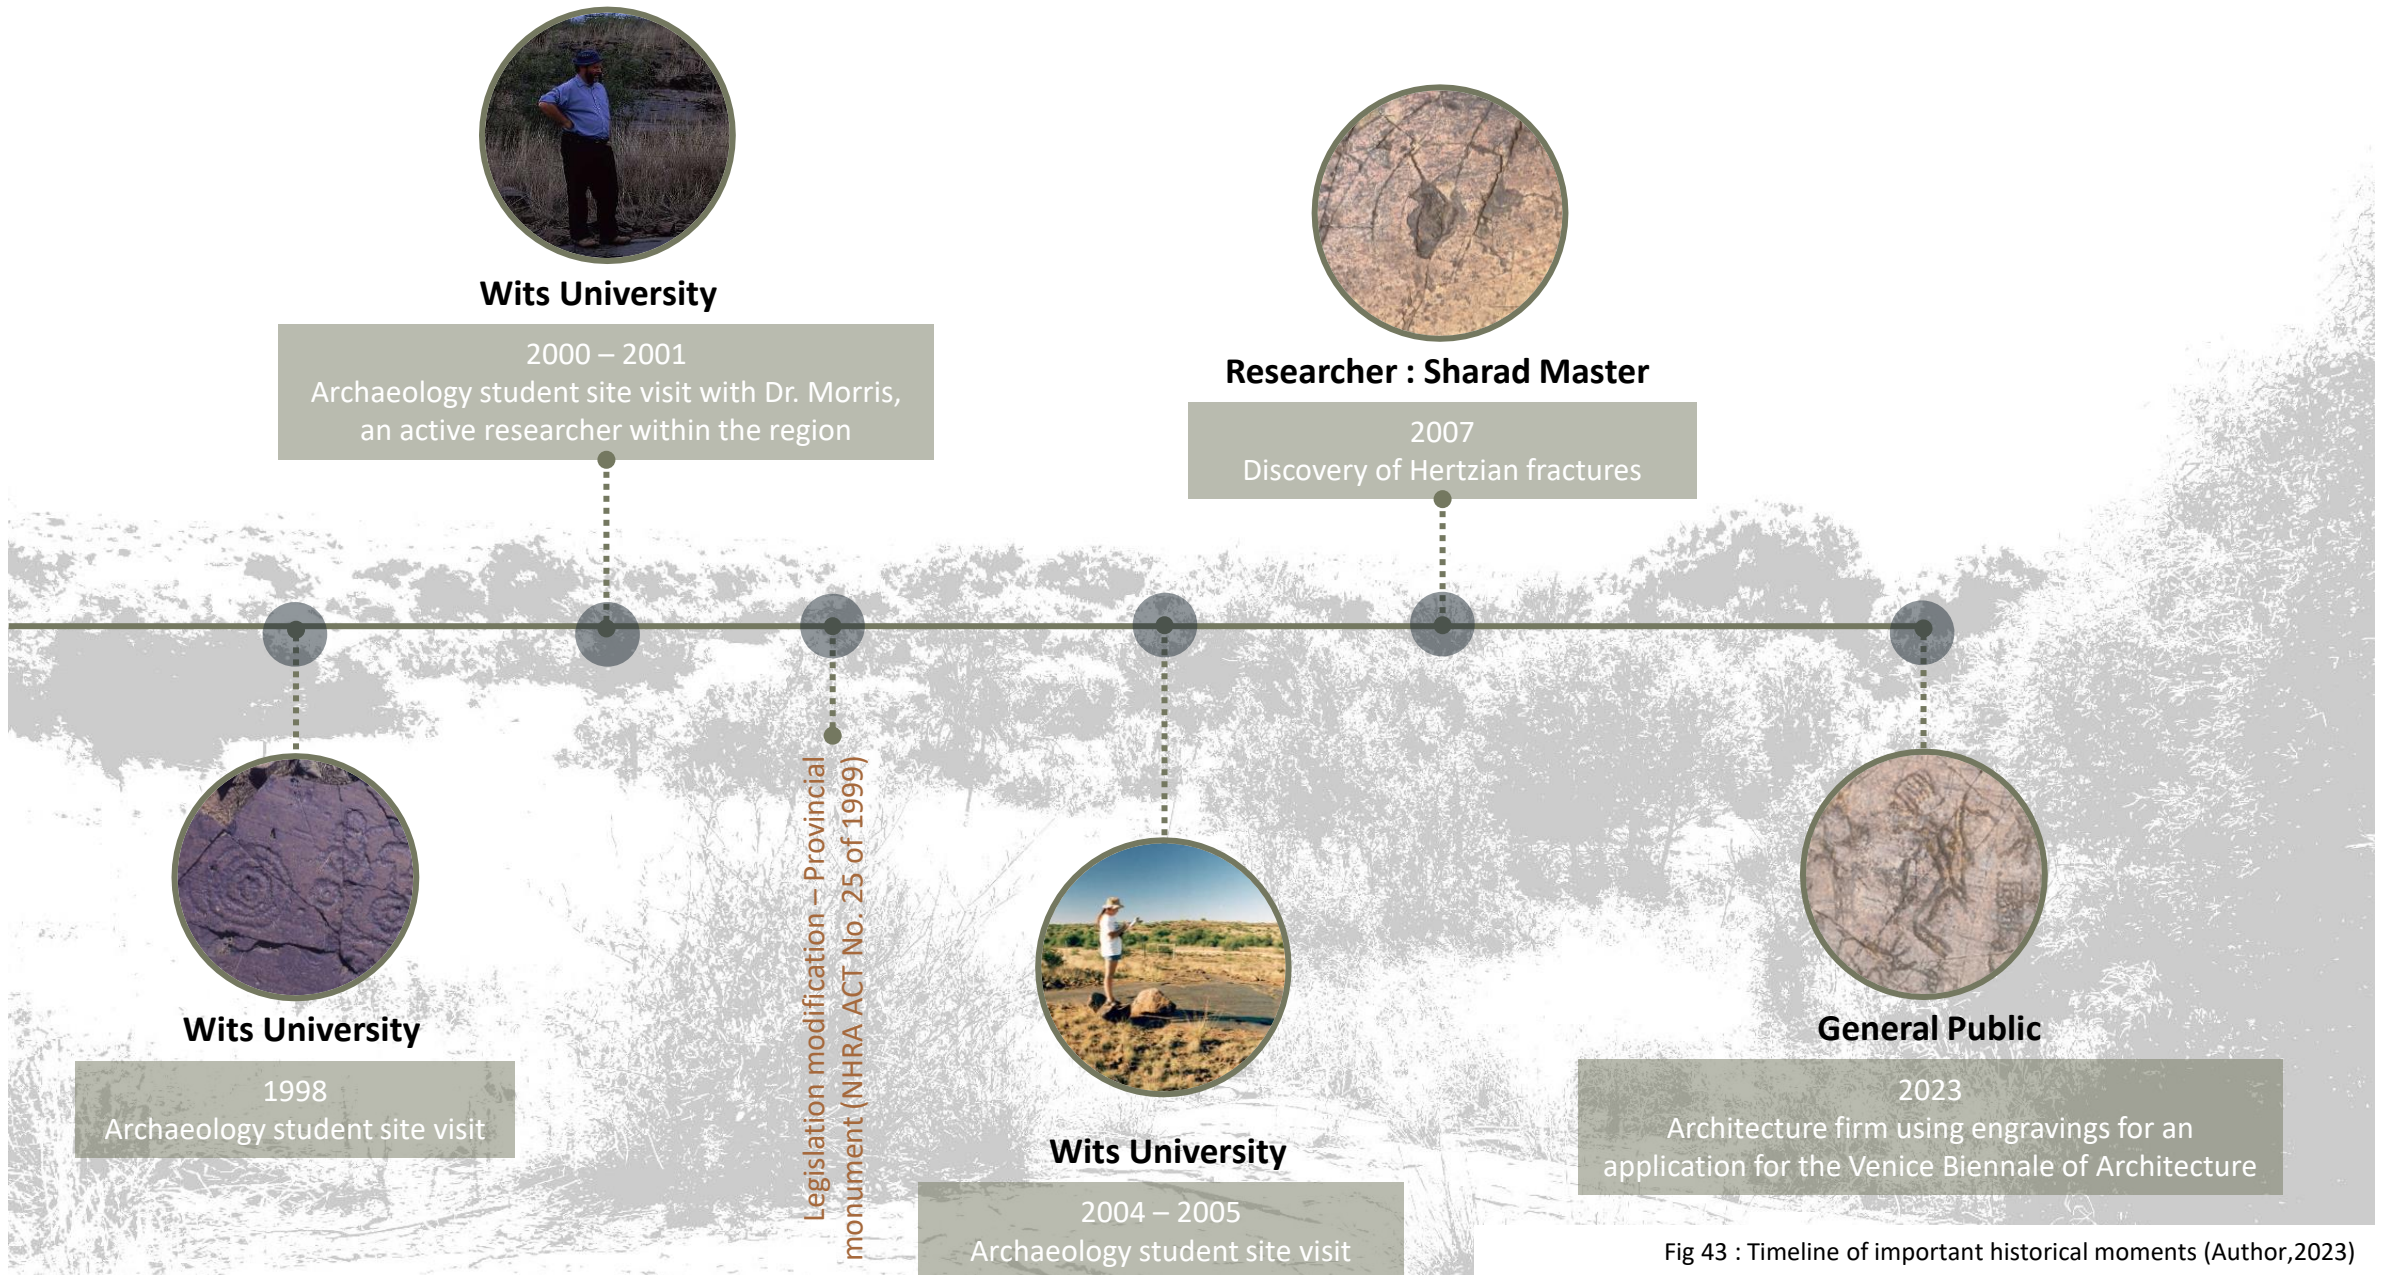 Wits University
2000 – 2001
Archaeology student site visit with Dr. Morris,
an active researcher within the region
Researcher : Sharad Master
2007
Discovery of Hertzian fractures
Wits University
1998
Archaeology student site visit
Legislation modification – Provincial
monument (NHRA ACT No. 25 of 1999)
Wits University
2004 – 2005
Archaeology student site visit
General Public
2023
Architecture firm using engravings for an
application for the Venice Biennale of Architecture
Fig 43 : Timeline of important historical moments (Author,2023)